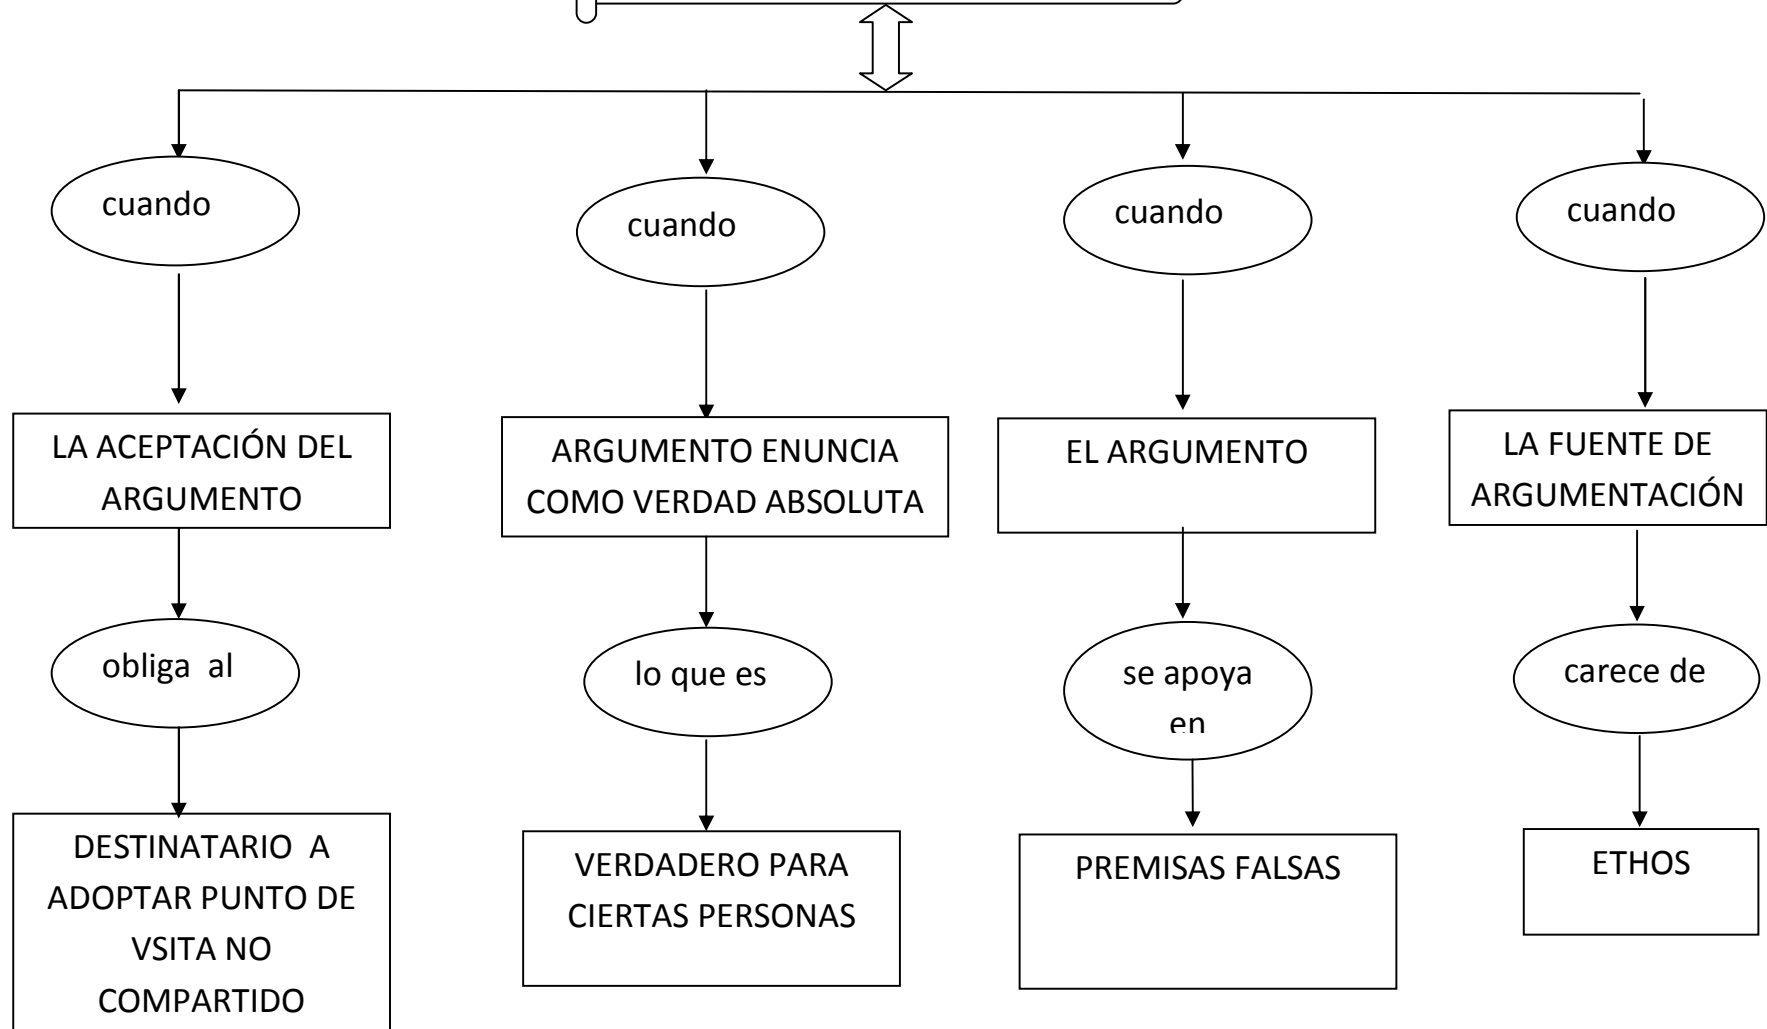 cuando
cuando
cuando
cuando
LA ACEPTACIÓN DEL
ARGUMENTO
ARGUMENTO ENUNCIA
COMO VERDAD ABSOLUTA
EL ARGUMENTO
LA FUENTE DE
ARGUMENTACIÓN
obliga al
lo que es
se apoya
en
carece de
DESTINATARIO A
ADOPTAR PUNTO DE
VSITA NO
COMPARTIDO
VERDADERO PARA
CIERTAS PERSONAS
PREMISAS FALSAS
ETHOS